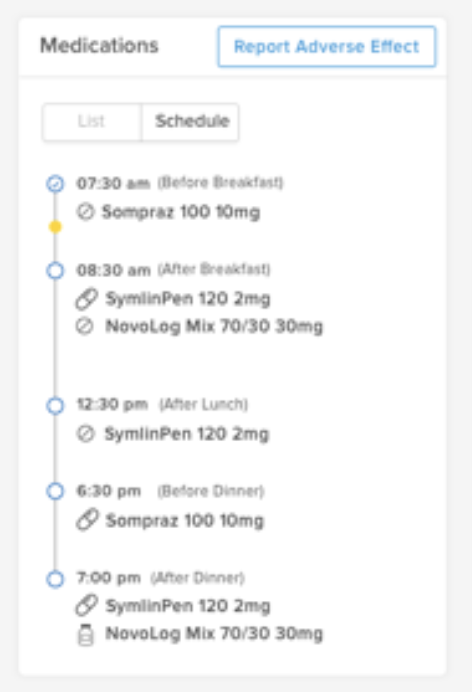 Medications
Report Adverse Effect
List
Schedule
07:30 am (Before Breakfast)
Sompraz 100 10mg
08:30 am (After Breakfast)
SymlinPen 120 2mg
NovoLog Mix 70/30 30mg
12:30 pm (After Lunch)
SymlinPen 120 2mg
6:30 pm (Before Dinner)
Sompraz 100 10mg
7:00 pm (After Dinner)
SymlinPen 120 2mg
NovoLog Mix 70/30 30mg